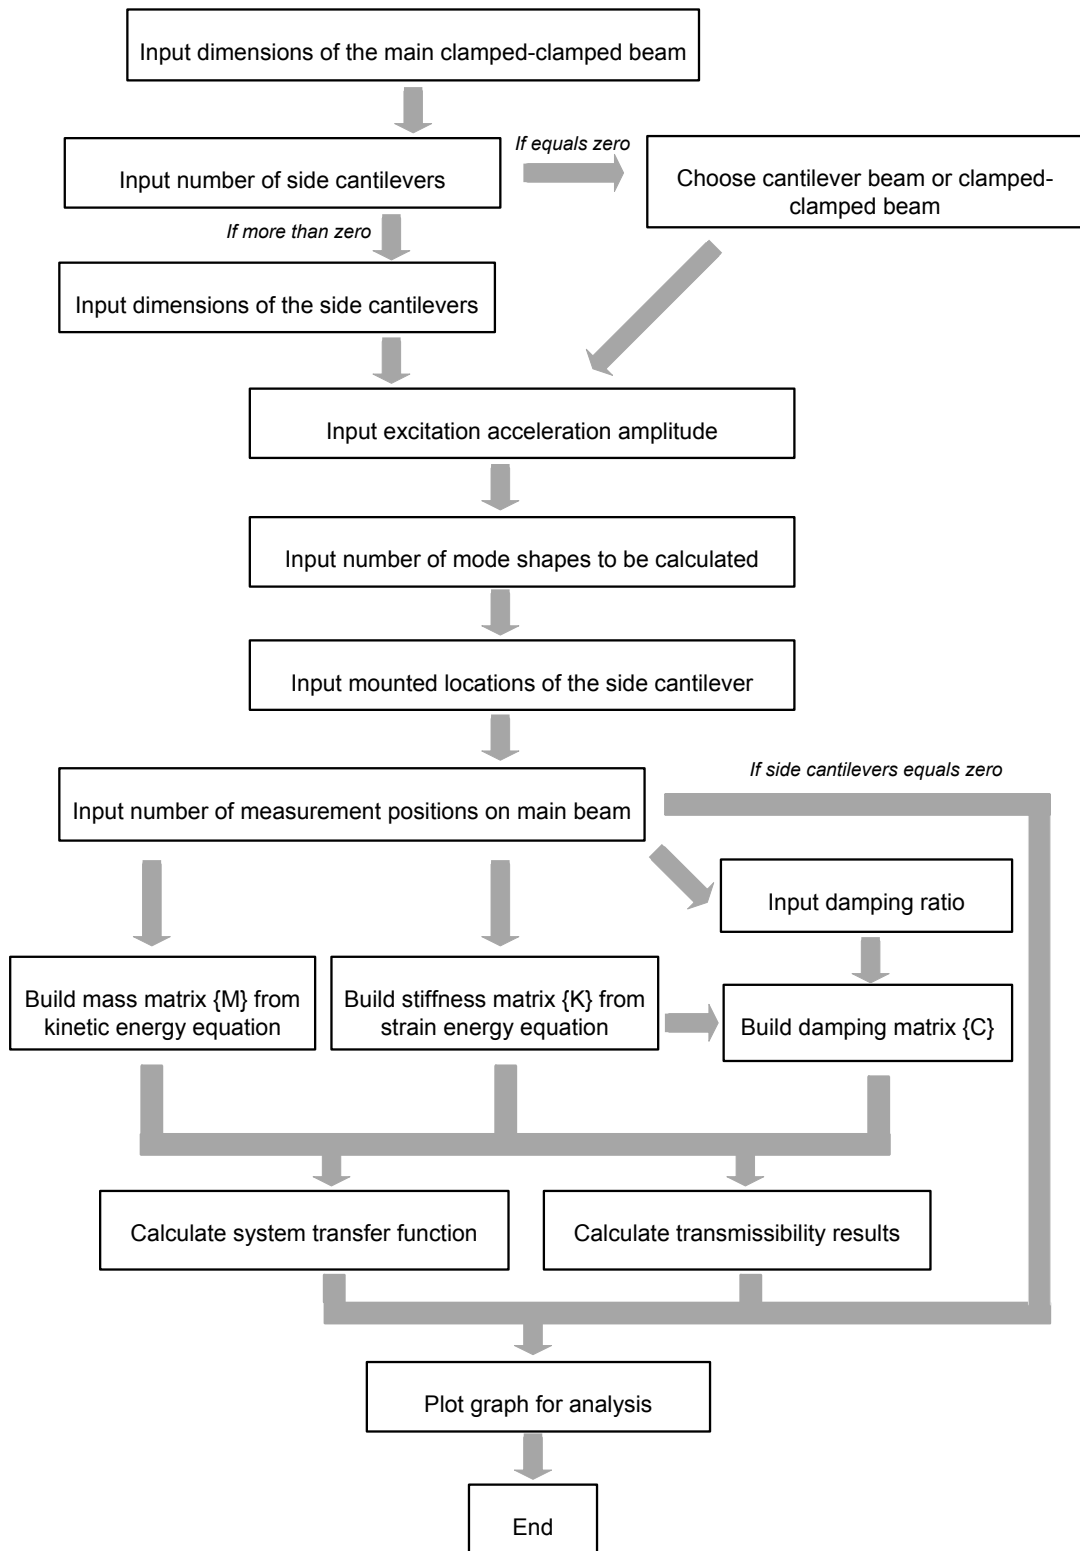 Input dimensions of the main clamped-clamped beam
If equals zero
Input number of side cantilevers
Choose cantilever beam or clamped-
clamped beam
If more than zero
Input dimensions of the side cantilevers
Input excitation acceleration amplitude
Input number of mode shapes to be calculated
Input mounted locations of the side cantilever
If side cantilevers equals zero
Input number of measurement positions on main beam
Input damping ratio
Build mass matrix {M} from
kinetic energy equation
Build stiffness matrix {K} from
strain energy equation
Build damping matrix {C}
Calculate system transfer function
Calculate transmissibility results
Plot graph for analysis
End